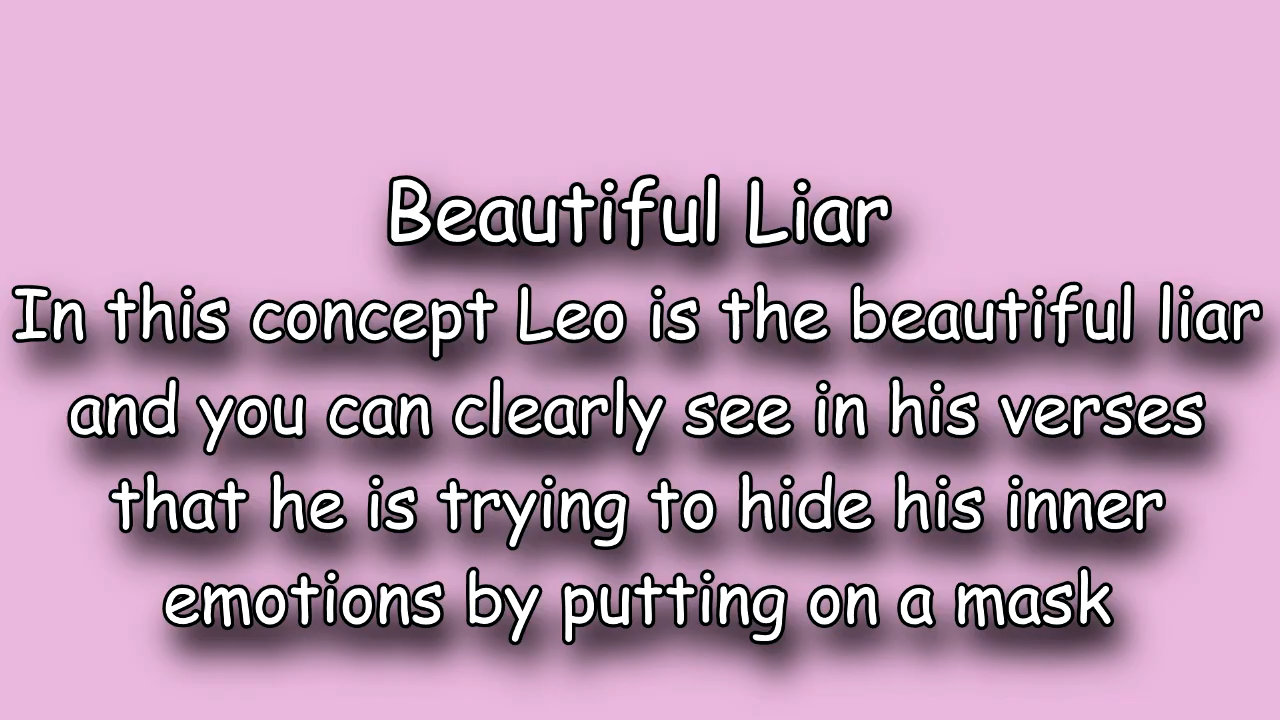 Beautiful Liar
In this concept Leo is the beautiful liar
and you can clearly see in his verses
that he is trying to hide his inner
emotions by putting on a mask